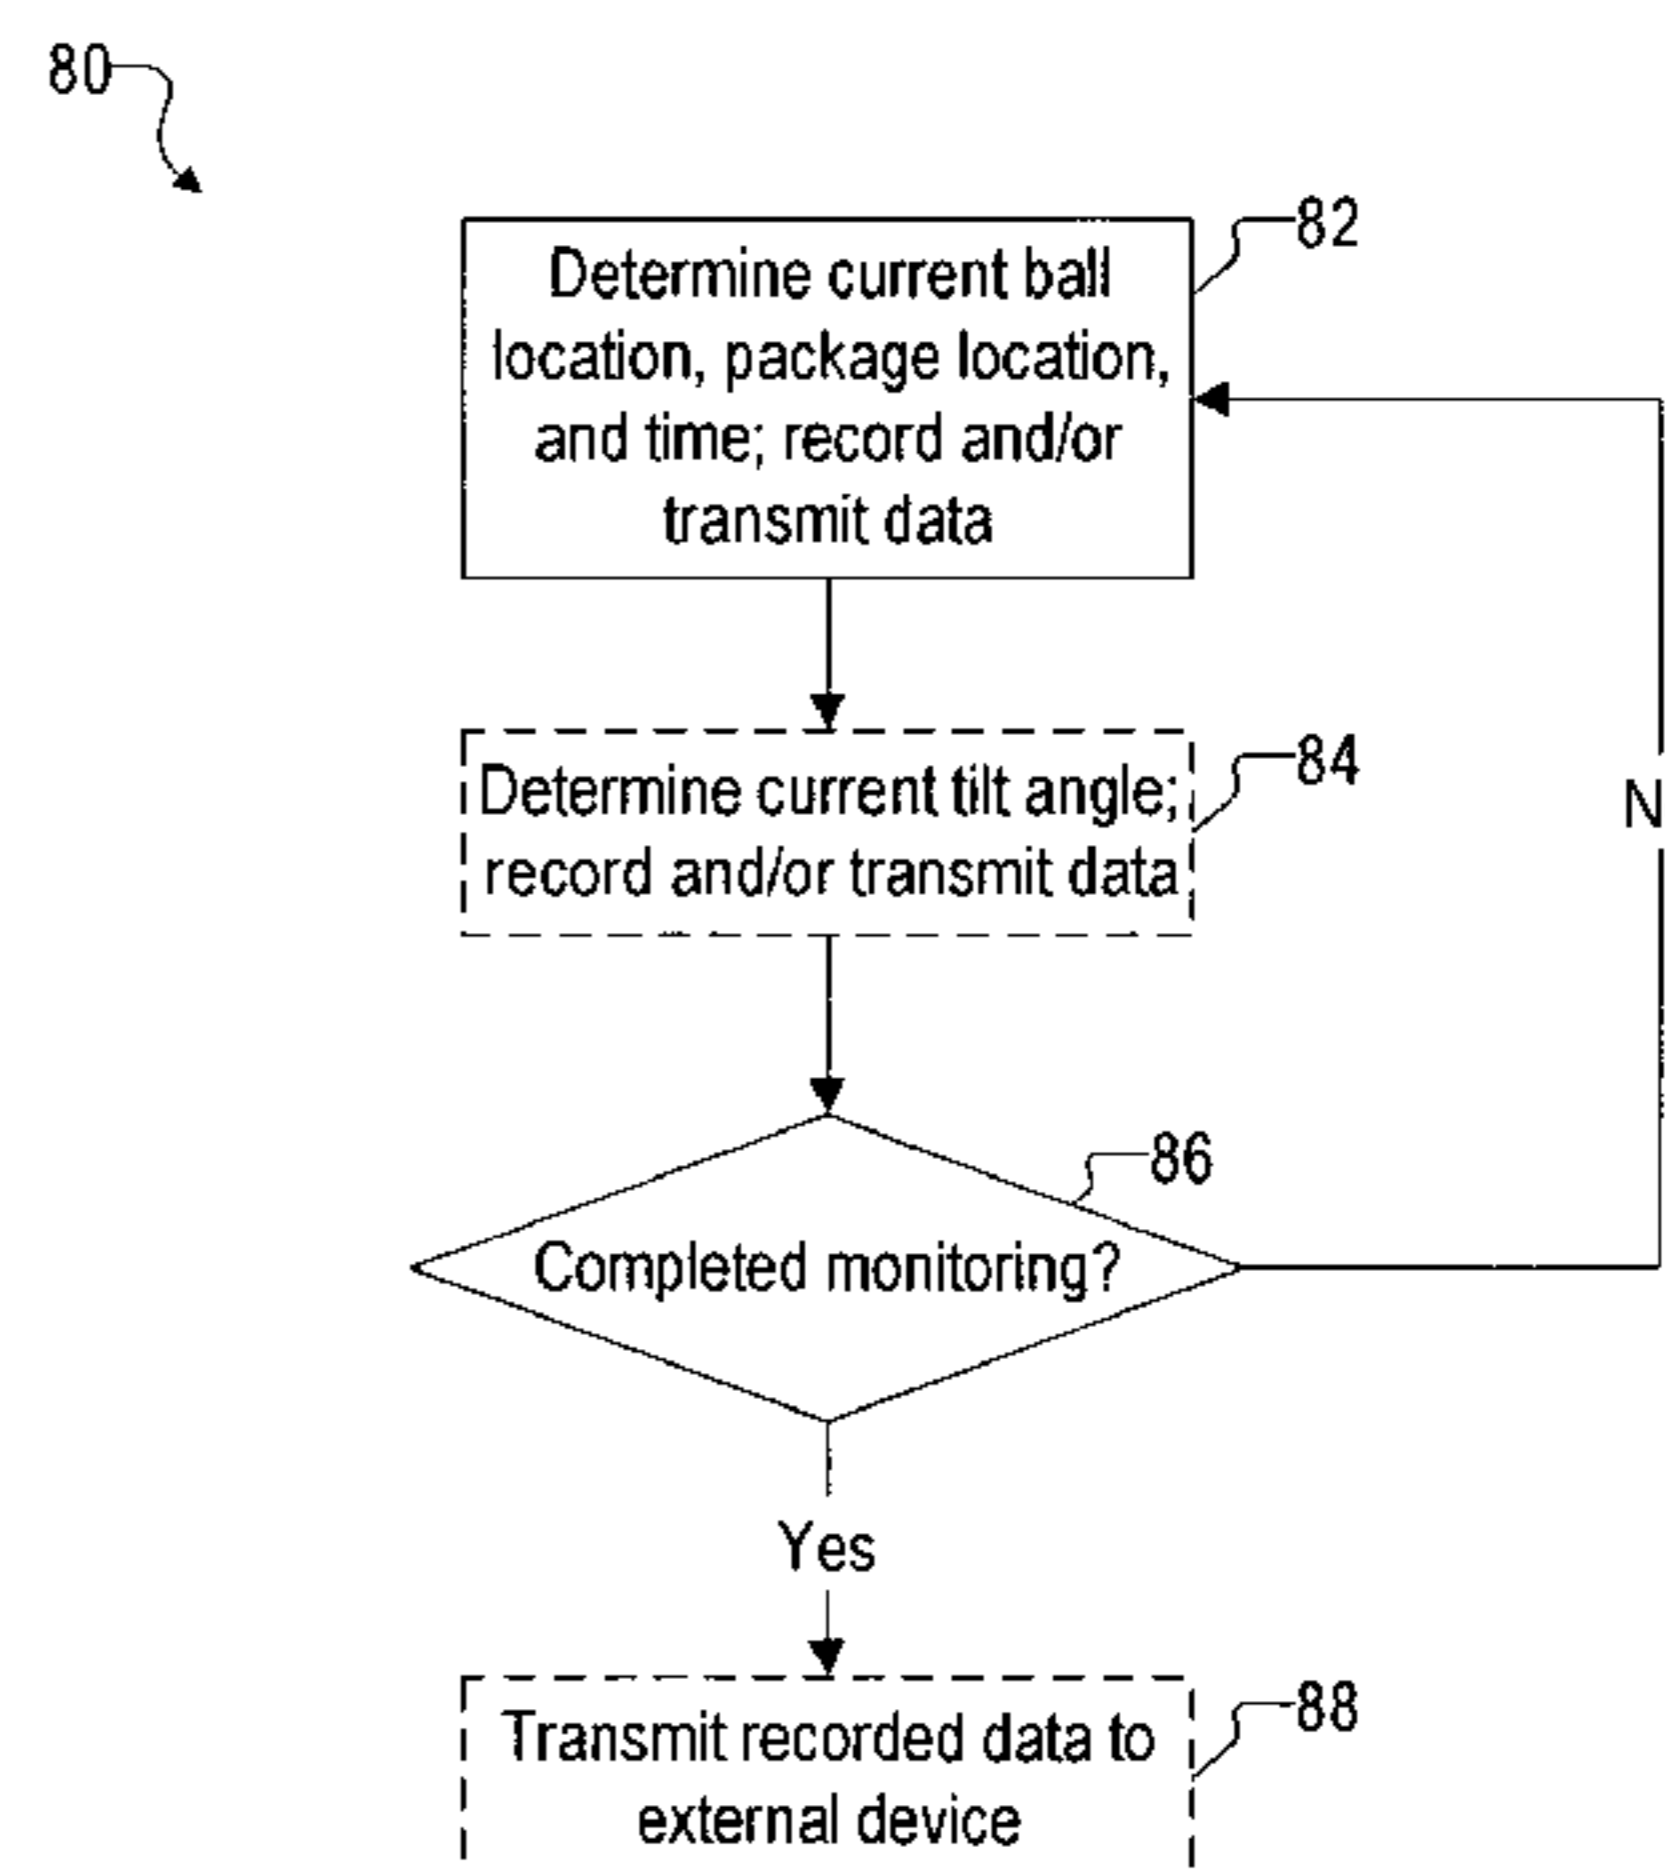 80
82
Determine current ball
location, package location,
and time; record and/or
transmit data
84
Determine current tilt angle;
record and/or transmit data
N
86
Completed monitoring?
Yes
88
Transmit recorded data to
external device